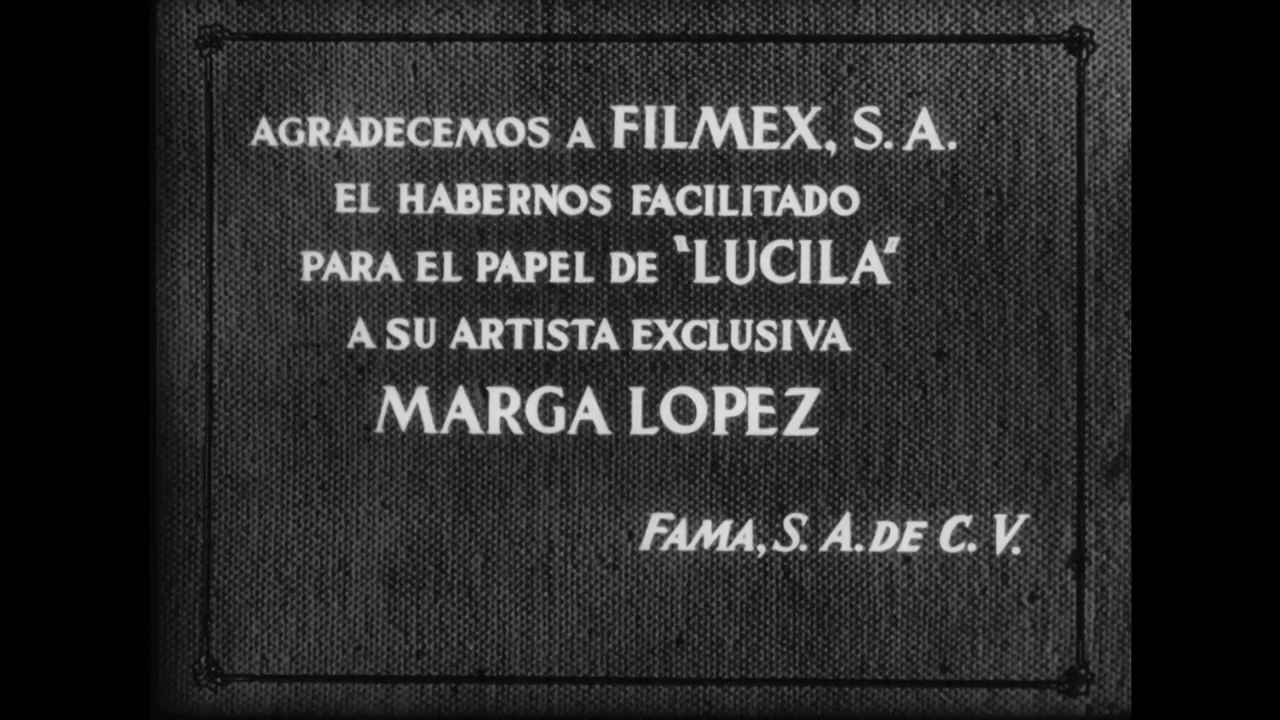 AGRADECEMOS A FILMEX, S. A.
EL HABERNOS FACILITADO
PARA EL PAPEL DE "LUCILA"
A SU ARTISTA EXCLUSIVA
MARGA LOPEZ
FAMA, S. A. DE C. V.